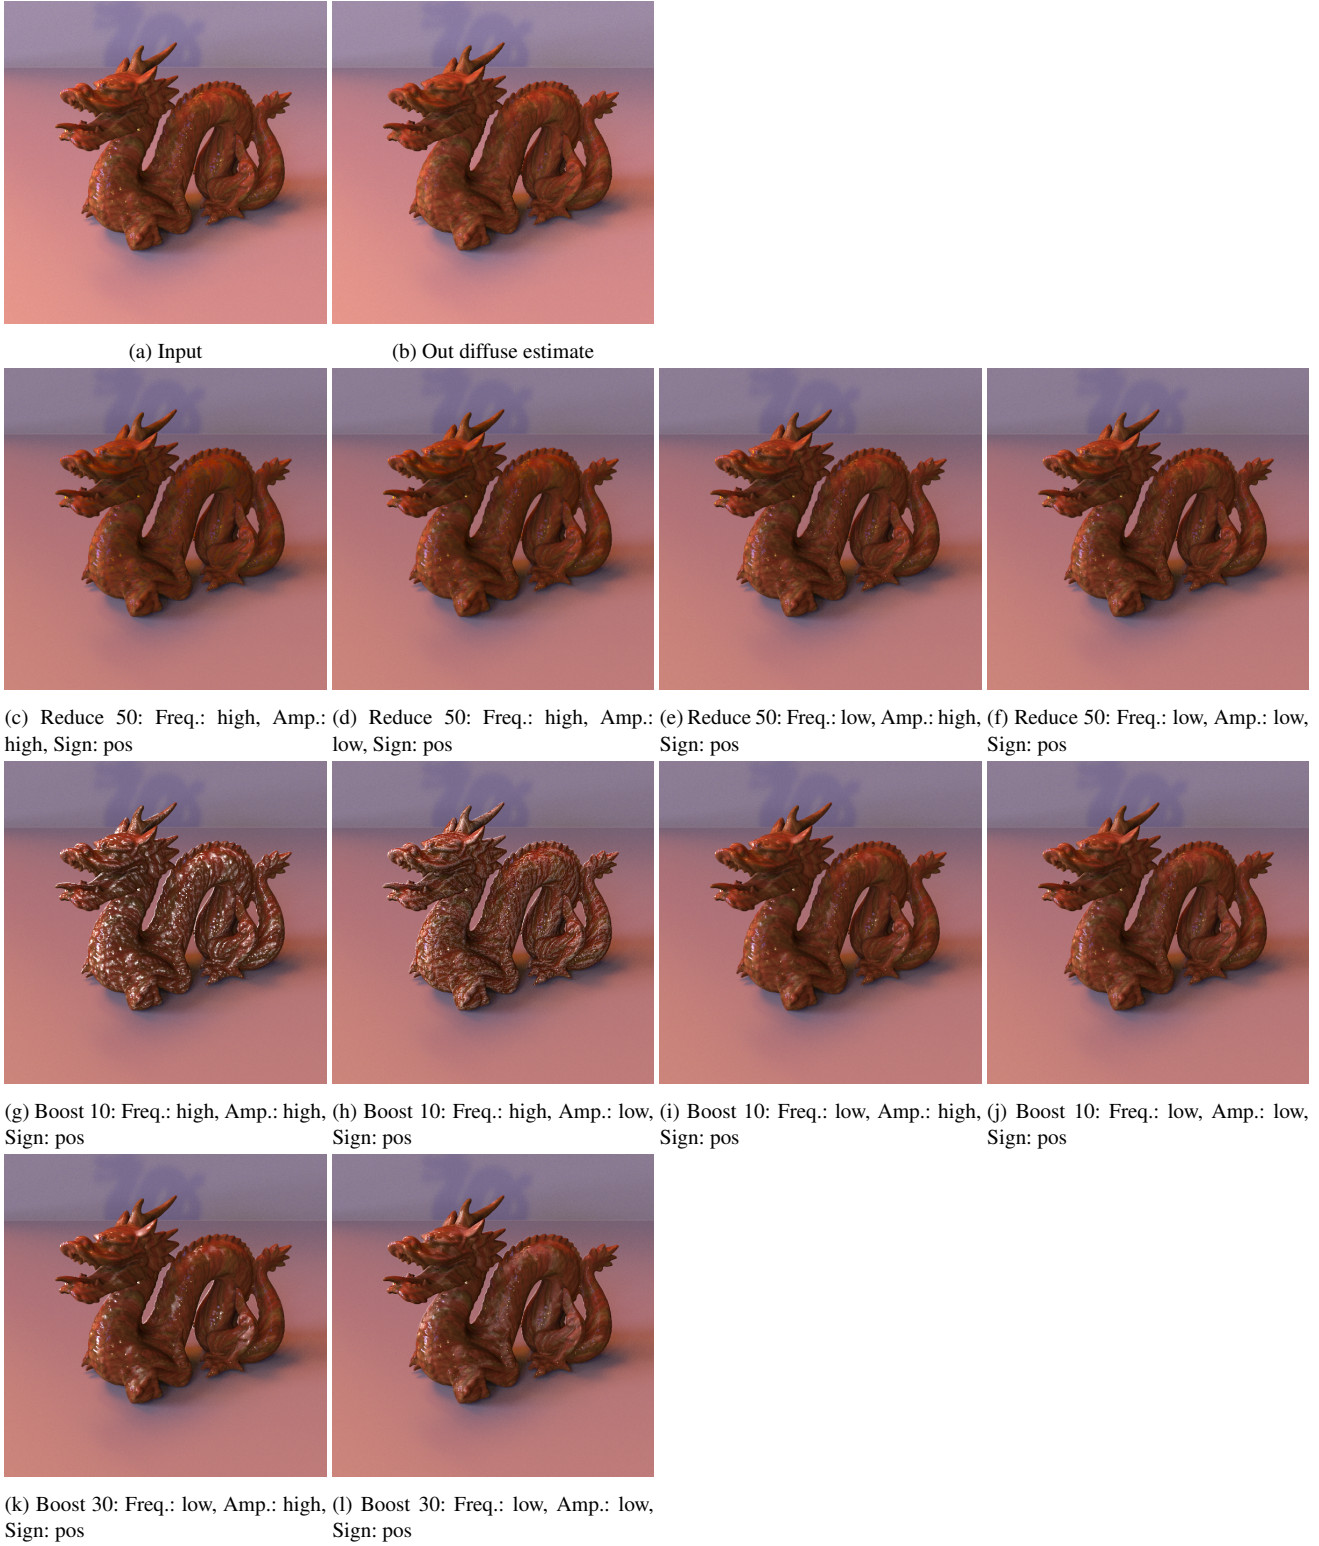 (a) Input
(b) Out diffuse estimate
(c) Reduce 50: Freq.: high, Amp.:
high, Sign: pos
(d) Reduce 50: Freq.: high, Amp.:
low, Sign: pos
(e) Reduce 50: Freq.: low, Amp.: high,
Sign: pos
(f) Reduce 50: Freq.: low, Amp.: low,
Sign: pos
(g) Boost 10: Freq.: high, Amp.: high,
Sign: pos
(h) Boost 10: Freq.: high, Amp.: low,
Sign: pos
(i) Boost 10: Freq.: low, Amp.: high,
Sign: pos
(j) Boost 10: Freq.: low, Amp.: low,
Sign: pos
(k) Boost 30: Freq.: low, Amp.: high,
Sign: pos
(l) Boost 30: Freq.: low, Amp.: low,
Sign: pos